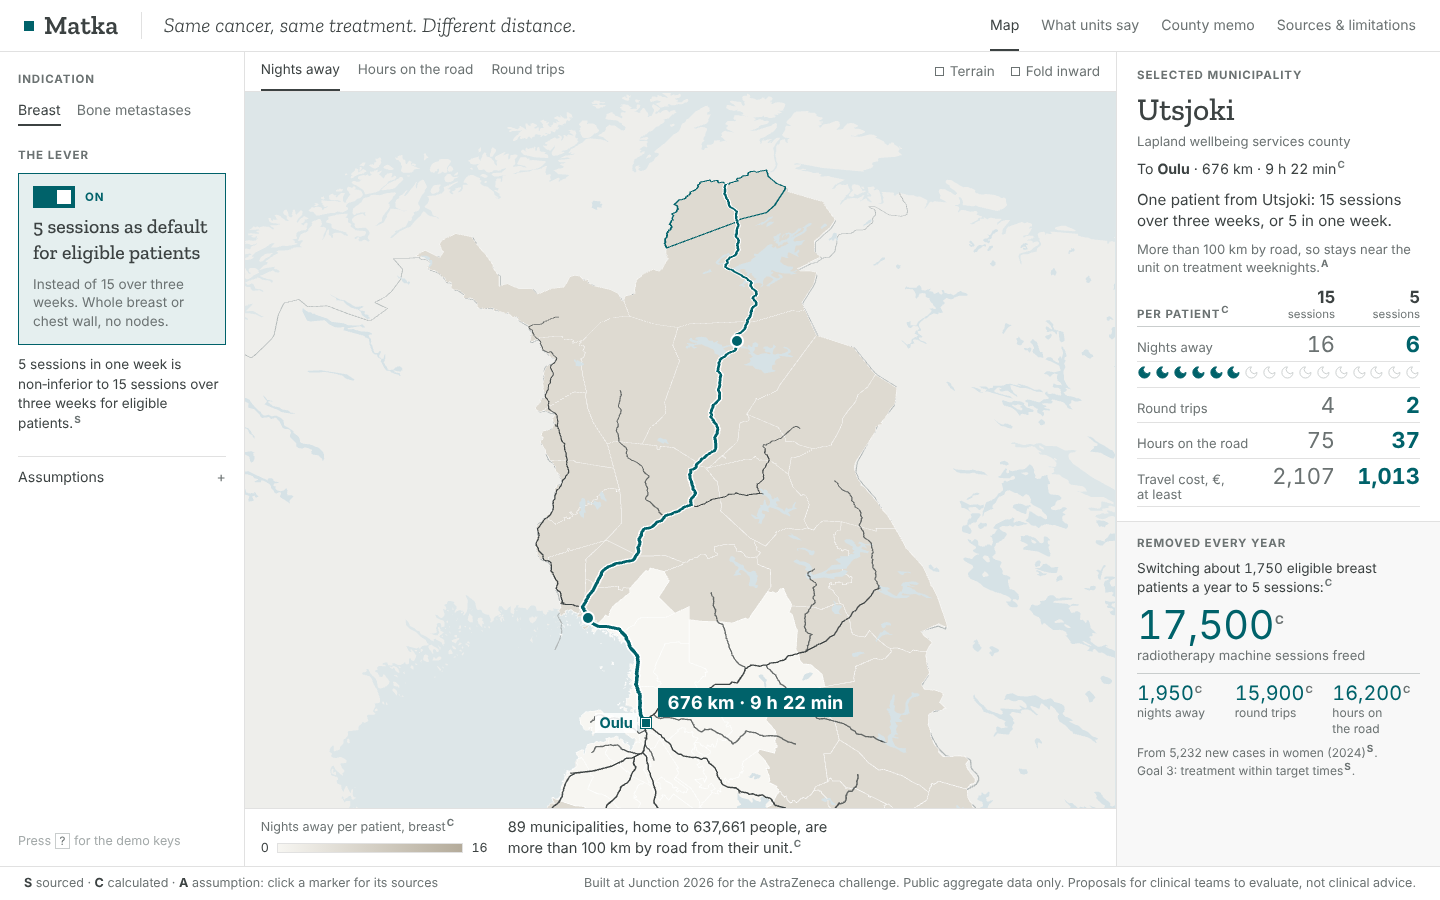 Matka
Same cancer, same treatment. Different distance.
Map
What units say
County memo
Sources & limitations
INDICATION
Breast
Bone metastases
THE LEVER
ON
5 sessions as default
for eligible patients
Instead of 15 over three
weeks. Whole breast or
chest wall, no nodes.
5 sessions in one week is
non-inferior to 15 sessions over
three weeks for eligible
patients.S
Assumptions +
Press ? for the demo keys
Nights away
Hours on the road
Round trips
Terrain
Fold inward
676 km · 9 h 22 min
Oulu
Nights away per patient, breastC
0 16
89 municipalities, home to 637,661 people, are
more than 100 km by road from their unit.C
SELECTED MUNICIPALITY
Utsjoki
Lapland wellbeing services county
To Oulu · 676 km · 9 h 22 minC
One patient from Utsjoki: 15 sessions
over three weeks, or 5 in one week.
More than 100 km by road, so stays near the
unit on treatment weeknights.A
15 5
PER PATIENTC sessions sessions
Nights away 16 6
Round trips 4 2
Hours on the road 75 37
Travel cost, €, 2,107 1,013
at least
REMOVED EVERY YEAR
Switching about 1,750 eligible breast
patients a year to 5 sessions:C
17,500C
radiotherapy machine sessions freed
1,950C 15,900C 16,200C
nights away round trips hours on
the road
From 5,232 new cases in women (2024)S.
Goal 3: treatment within target timesS.
S sourced · C calculated · A assumption: click a marker for its sources
Built at Junction 2026 for the AstraZeneca challenge. Public aggregate data only. Proposals for clinical teams to evaluate, not clinical advice.